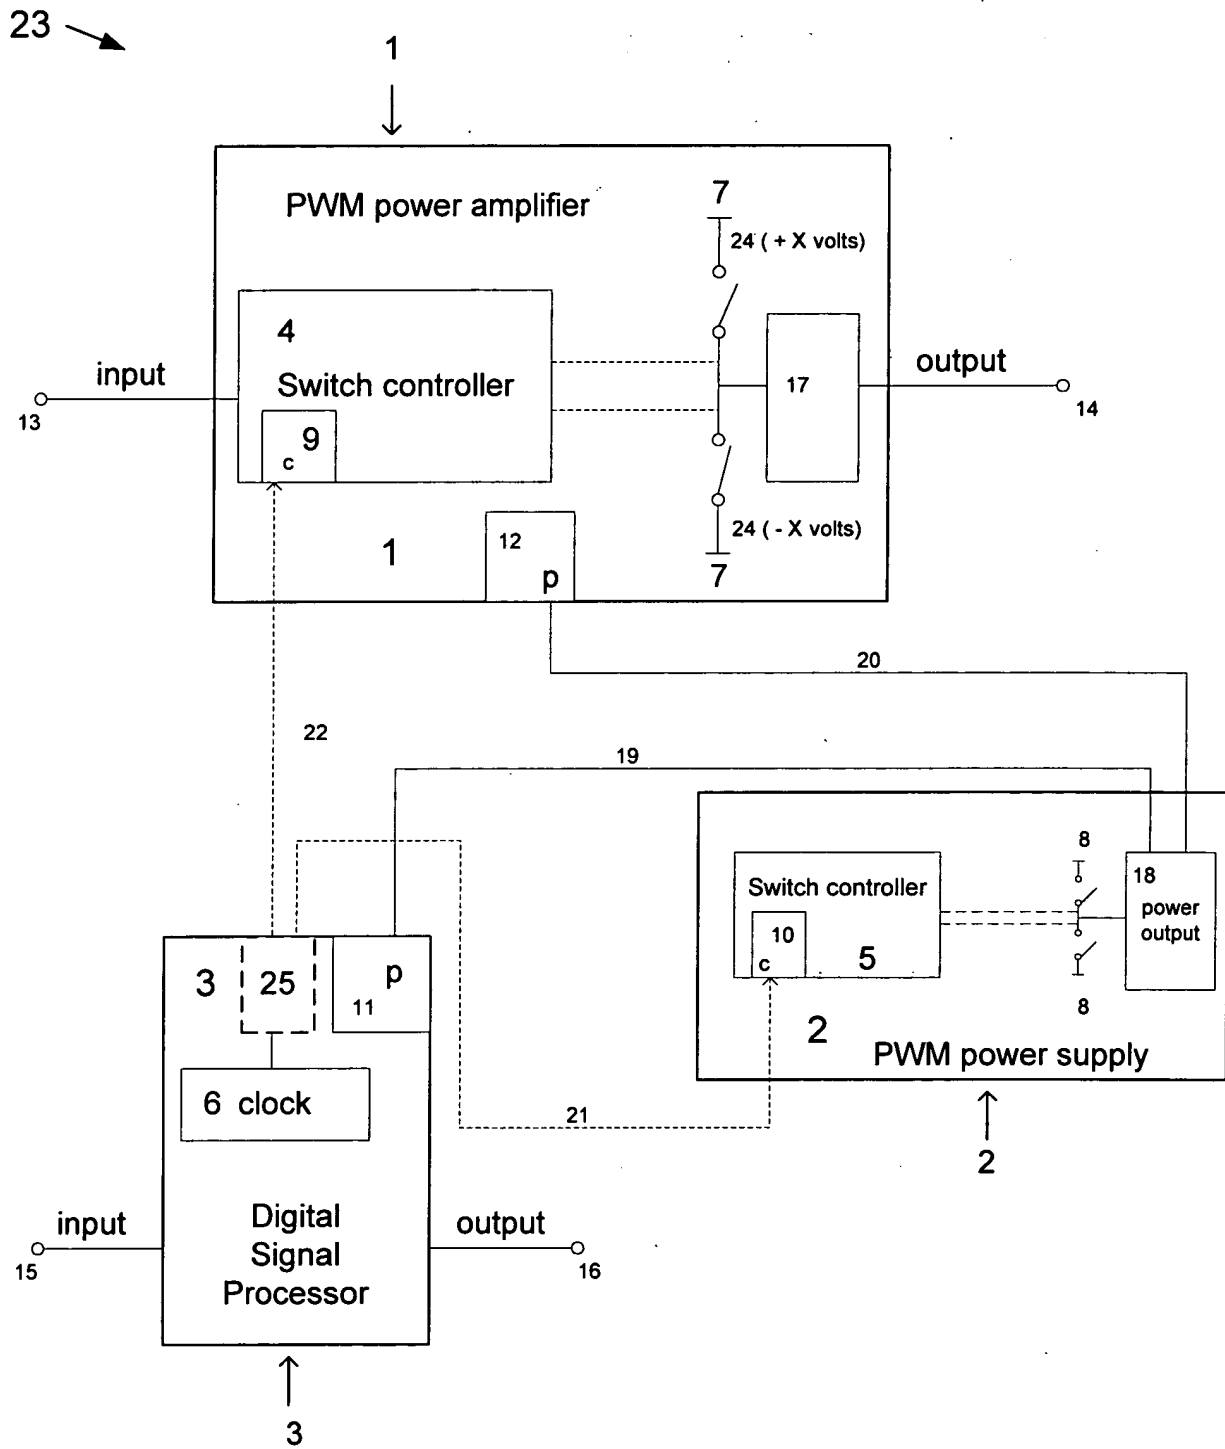 23
1
PWM power amplifier
7
24 ( + X volts)
4
Switch controller
input
13
9
c
17
output
14
24 ( - X volts)
7
1
12
p
20
22
19
8
Switch controller
10
c
5
18
power
output
8
2
PWM power supply
3
25
p
11
6 clock
21
2
input
15
Digital
Signal
Processor
output
16
3